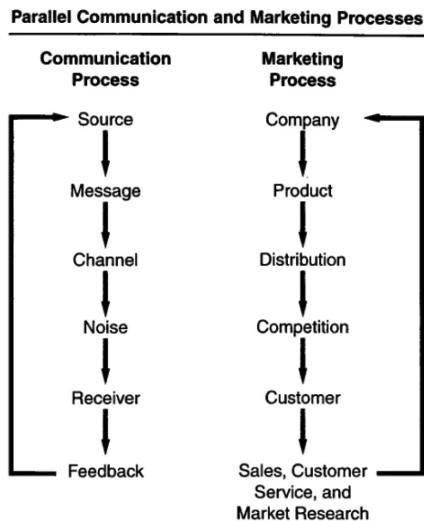 Parallel Communication and Marketing Processes
Communication Process
Marketing Process
Source
Company
Message
Product
Channel
Distribution
Noise
Competition
Receiver
Customer
Feedback
Sales, Customer
Service, and
Market Research